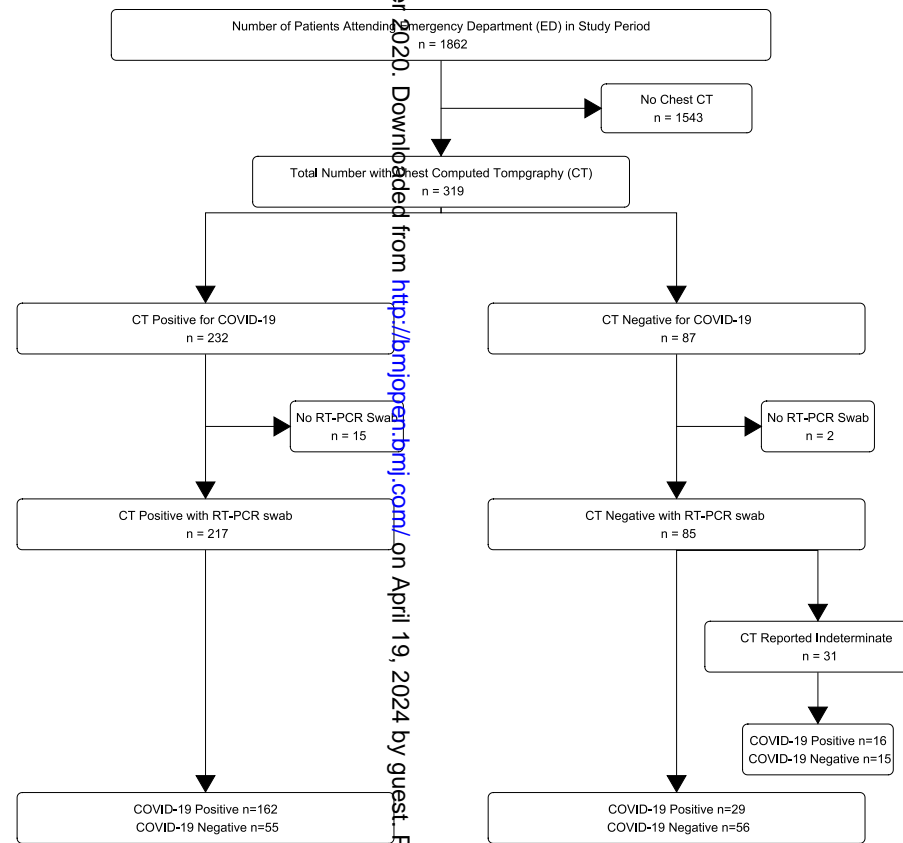 Number of Patients Attending Emergency Department (ED) in Study Period
n = 1862
No Chest CT
n = 1543
Total Number with Chest Computed Tompgraphy (CT)
n = 319
CT Positive for COVID-19
n = 232
CT Negative for COVID-19
n = 87
No RT-PCR Swab
n = 15
No RT-PCR Swab
n = 2
CT Positive with RT-PCR swab
n = 217
CT Negative with RT-PCR swab
n = 85
CT Reported Indeterminate
n = 31
COVID-19 Positive n=16
COVID-19 Negative n=15
COVID-19 Positive n=162
COVID-19 Negative n=55
COVID-19 Positive n=29
COVID-19 Negative n=56
2020. Downloaded from http://bmjopen.bmj.com/ on April 19, 2024 by guest.